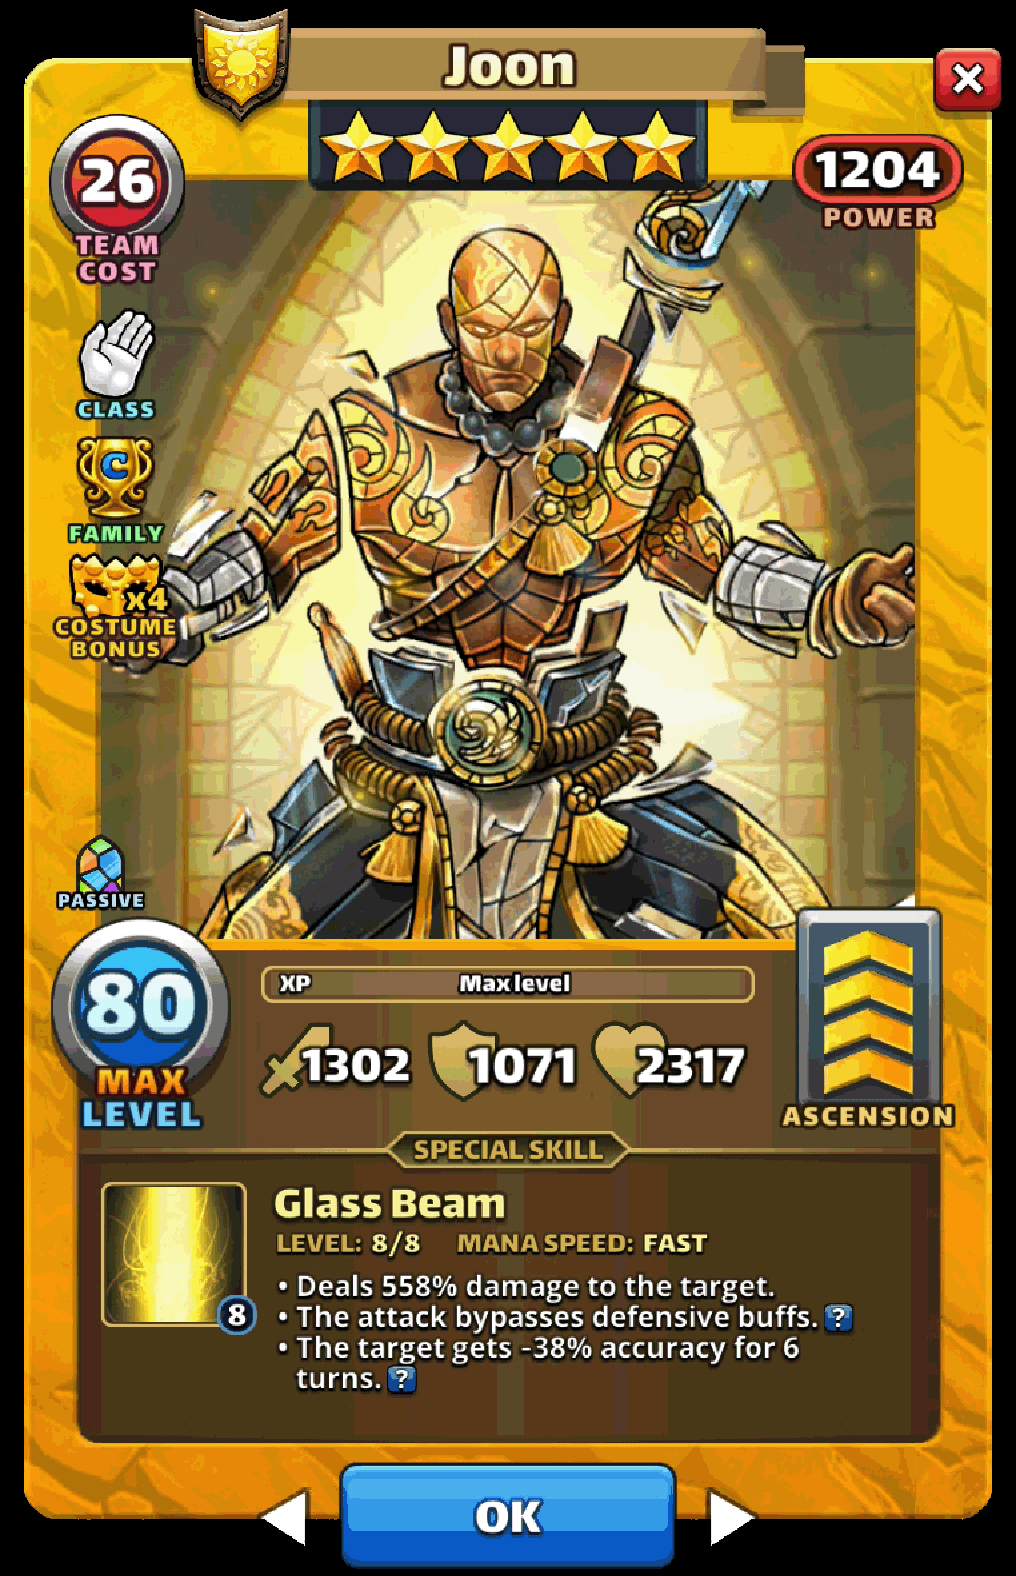 Joon
26
TEAM
COST
1204
POWER
CLASS
C
FAMILY
x4
COSTUME
BONUS
PASSIVE
80
MAX
LEVEL
XP Max level
1302 1071 2317
ASCENSION
SPECIAL SKILL
Glass Beam
LEVEL: 8/8 MANA SPEED: FAST
8
• Deals 558% damage to the target.
• The attack bypasses defensive buffs. ?
• The target gets -38% accuracy for 6
turns. ?
OK